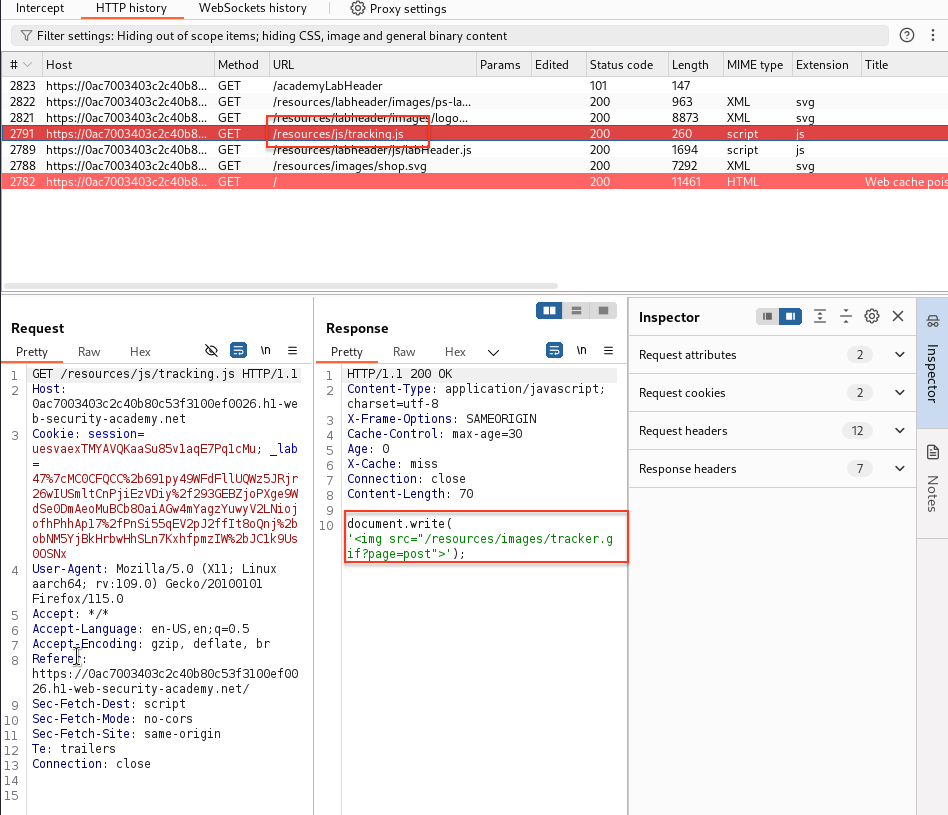 Intercept HTTP history WebSockets history Proxy settings
Filter settings: Hiding out of scope items; hiding CSS, image and general binary content
# Host Method URL Params Edited Status code Length MIME type Extension Title
2823 https://0ac7003403c2c40b8... GET /academyLabHeader 101 147
2822 https://0ac7003403c2c40b8... GET /resources/labheader/images/ps-la... 200 963 XML svg
2821 https://0ac7003403c2c40b8... GET /resources/labheader/images/logo... 200 8873 XML svg
2791 https://0ac7003403c2c40b8... GET /resources/js/tracking.js 200 260 script js
2789 https://0ac7003403c2c40b8... GET /resources/labheader/js/labHeader.js 200 1694 script js
2788 https://0ac7003403c2c40b8... GET /resources/images/shop.svg 200 7292 XML svg
2782 https://0ac7003403c2c40b8... GET / 200 11461 HTML Web cache pois
Request
Pretty Raw Hex \n
1 GET /resources/js/tracking.js HTTP/1.1
2 Host:
0ac7003403c2c40b80c53f3100ef0026.h1-we
b-security-academy.net
3 Cookie: session=
uesvaexTMYAVQKaaSu85v1aqE7Pq1cMu; _lab
=
47%7cMC0CFQCC%2b691py49WFdFllUQWz5JRjr
26wIUSmltCnPjiEzVDiy%2f293GEBZjoPXge9W
dSe0DmAeoMuBCb8OaiAGw4mYagzYuwyV2LNioj
ofhPhhAp17%2fPnSi55qEV2pJ2ffIt8oQnj%2b
obNM5YjBkHrbwHhSLn7KxhfpmzIW%2bJC1k9Us
0OSNx
4 User-Agent: Mozilla/5.0 (X11; Linux
aarch64; rv:109.0) Gecko/20100101
Firefox/115.0
5 Accept: */*
6 Accept-Language: en-US,en;q=0.5
7 Accept-Encoding: gzip, deflate, br
8 Referer:
https://0ac7003403c2c40b80c53f3100ef00
26.h1-web-security-academy.net/
9 Sec-Fetch-Dest: script
10 Sec-Fetch-Mode: no-cors
11 Sec-Fetch-Site: same-origin
12 Te: trailers
13 Connection: close
14
15
Response
Pretty Raw Hex \n
1 HTTP/1.1 200 OK
2 Content-Type: application/javascript;
charset=utf-8
3 X-Frame-Options: SAMEORIGIN
4 Cache-Control: max-age=30
5 Age: 0
6 X-Cache: miss
7 Connection: close
8 Content-Length: 70
9
10 document.write(
'<img src="/resources/images/tracker.g
if?page=post">');
Inspector
Request attributes 2
Request cookies 2
Request headers 12
Response headers 7
Inspector
Notes